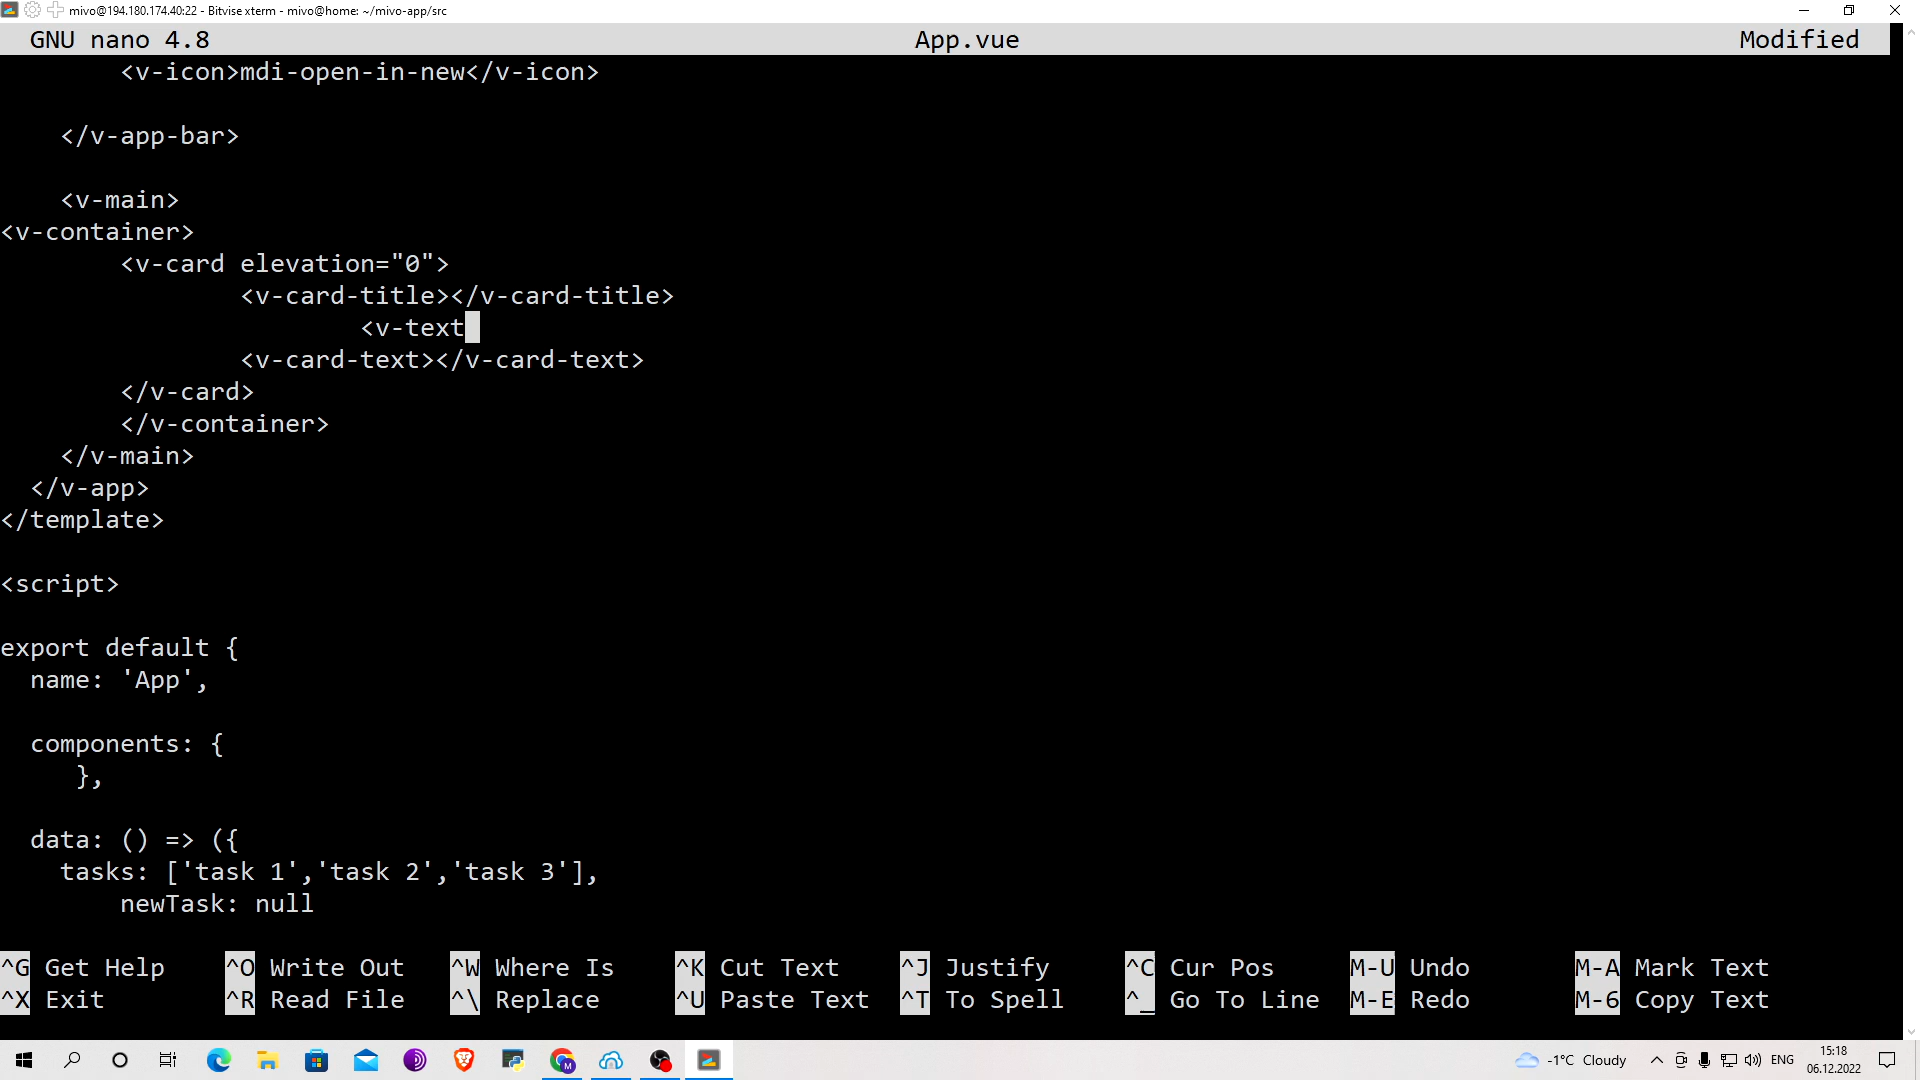 mivo@194.180.174.40:22 - Bitvise xterm - mivo@home: ~/mivo-app/src
GNU nano 4.8 App.vue Modified
<v-icon>mdi-open-in-new</v-icon>
</v-app-bar>
<v-main>
<v-container>
<v-card elevation="0">
<v-card-title></v-card-title>
<v-text
<v-card-text></v-card-text>
</v-card>
</v-container>
</v-main>
</v-app>
</template>
<script>
export default {
name: 'App',
components: {
},
data: () => ({
tasks: ['task 1','task 2','task 3'],
newTask: null
^G Get Help ^O Write Out ^W Where Is ^K Cut Text ^J Justify ^C Cur Pos M-U Undo M-A Mark Text
^X Exit ^R Read File ^\ Replace ^U Paste Text ^T To Spell ^_ Go To Line M-E Redo M-6 Copy Text
-1°C Cloudy ENG 15:18
06.12.2022